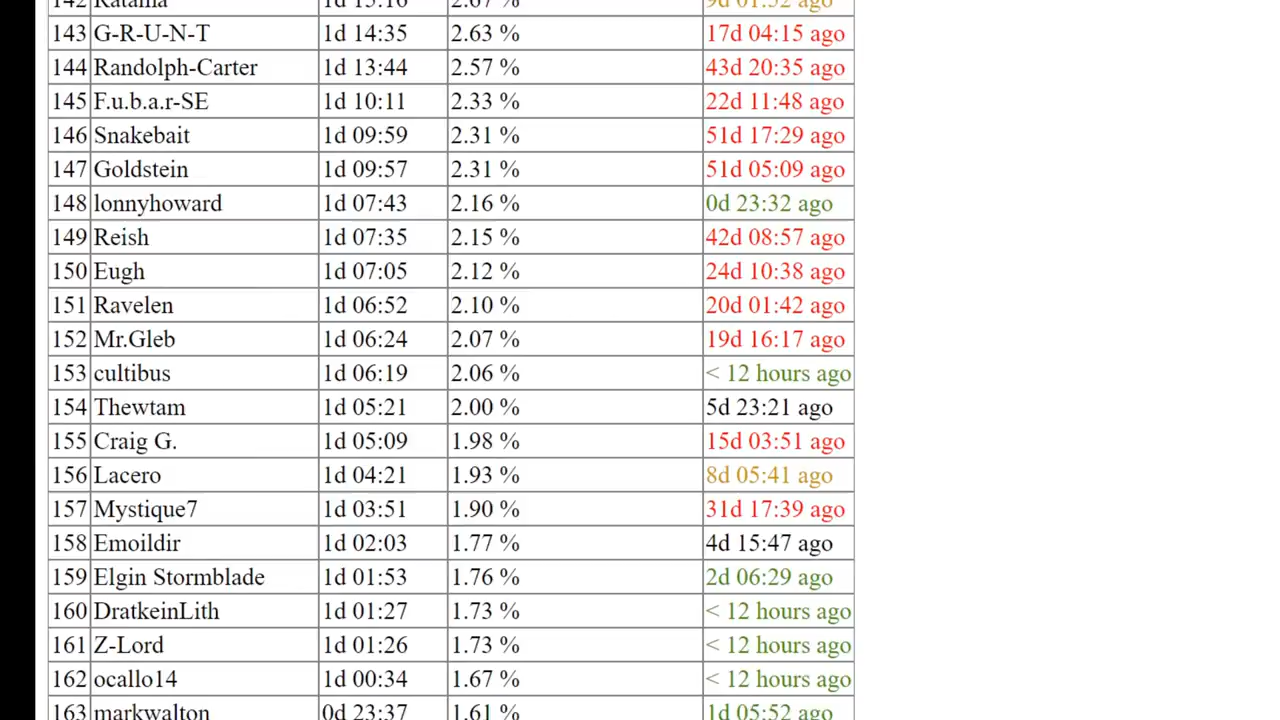 142 Katama 1d 15:16 2.67 % 9d 01:52 ago
143 G-R-U-N-T 1d 14:35 2.63 % 17d 04:15 ago
144 Randolph-Carter 1d 13:44 2.57 % 43d 20:35 ago
145 F.u.b.a.r-SE 1d 10:11 2.33 % 22d 11:48 ago
146 Snakebait 1d 09:59 2.31 % 51d 17:29 ago
147 Goldstein 1d 09:57 2.31 % 51d 05:09 ago
148 lonnyhoward 1d 07:43 2.16 % 0d 23:32 ago
149 Reish 1d 07:35 2.15 % 42d 08:57 ago
150 Eugh 1d 07:05 2.12 % 24d 10:38 ago
151 Ravelen 1d 06:52 2.10 % 20d 01:42 ago
152 Mr.Gleb 1d 06:24 2.07 % 19d 16:17 ago
153 cultibus 1d 06:19 2.06 % < 12 hours ago
154 Thewtam 1d 05:21 2.00 % 5d 23:21 ago
155 Craig G. 1d 05:09 1.98 % 15d 03:51 ago
156 Lacero 1d 04:21 1.93 % 8d 05:41 ago
157 Mystique7 1d 03:51 1.90 % 31d 17:39 ago
158 Emoildir 1d 02:03 1.77 % 4d 15:47 ago
159 Elgin Stormblade 1d 01:53 1.76 % 2d 06:29 ago
160 DratkeinLith 1d 01:27 1.73 % < 12 hours ago
161 Z-Lord 1d 01:26 1.73 % < 12 hours ago
162 ocallo14 1d 00:34 1.67 % < 12 hours ago
163 markwalton 0d 23:37 1.61 % 1d 05:52 ago